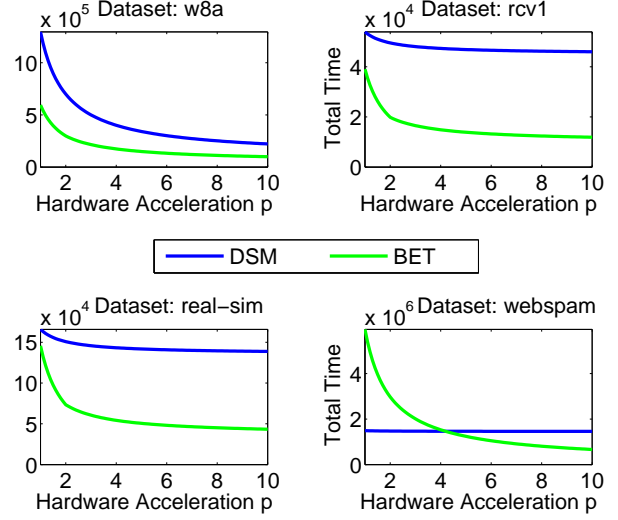 x 10^5 Dataset: w8a
10
5
0
2 4 6 8 10
Hardware Acceleration p
x 10^4 Dataset: rcv1
Total Time
4
2
0
2 4 6 8 10
Hardware Acceleration p
DSM BET
x 10^4 Dataset: real−sim
15
10
5
0
2 4 6 8 10
Hardware Acceleration p
x 10^6 Dataset: webspam
Total Time
4
2
0
2 4 6 8 10
Hardware Acceleration p